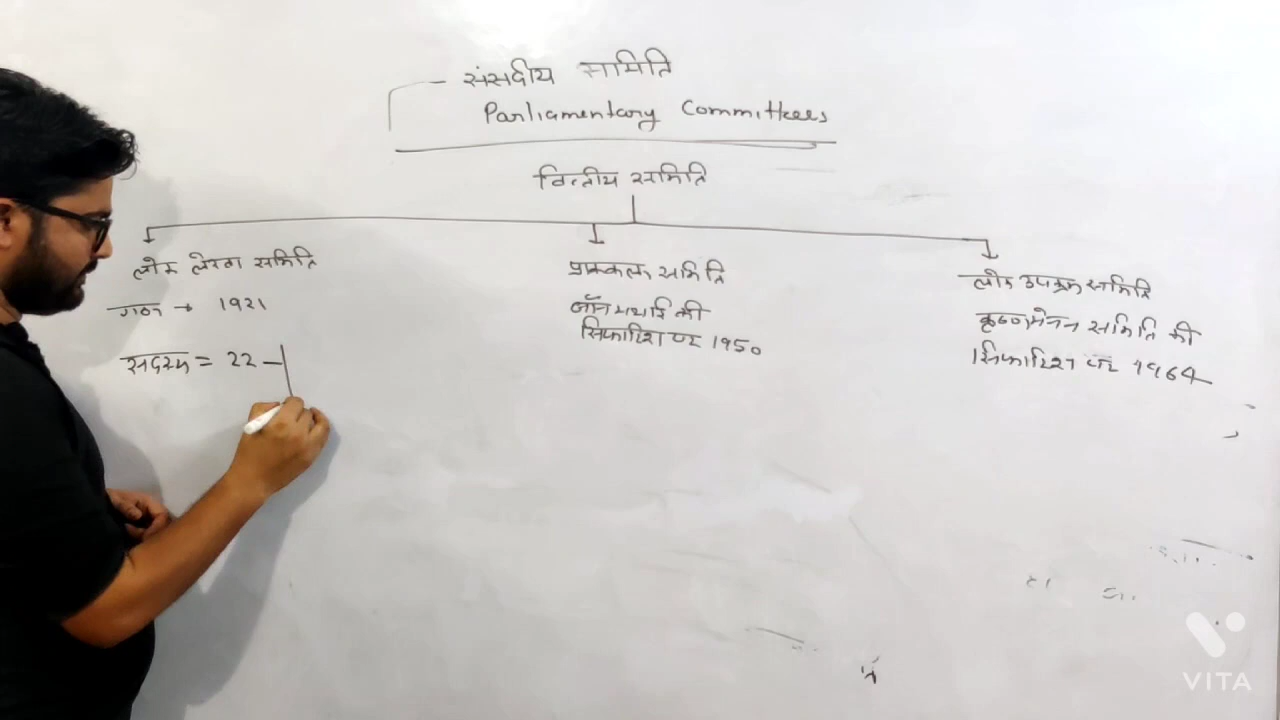 संसदीय समिति
Parliamentary Committees
वित्तीय समिति
लोक लेखा समिति
गठन → 1921
सदस्य = 22 –
प्राक्कलन समिति
जॉन मथाई की
सिफारिश पर 1950
लोक उपक्रम समिति
कृष्ण मेनन समिति की
सिफारिश पर 1964
VITA